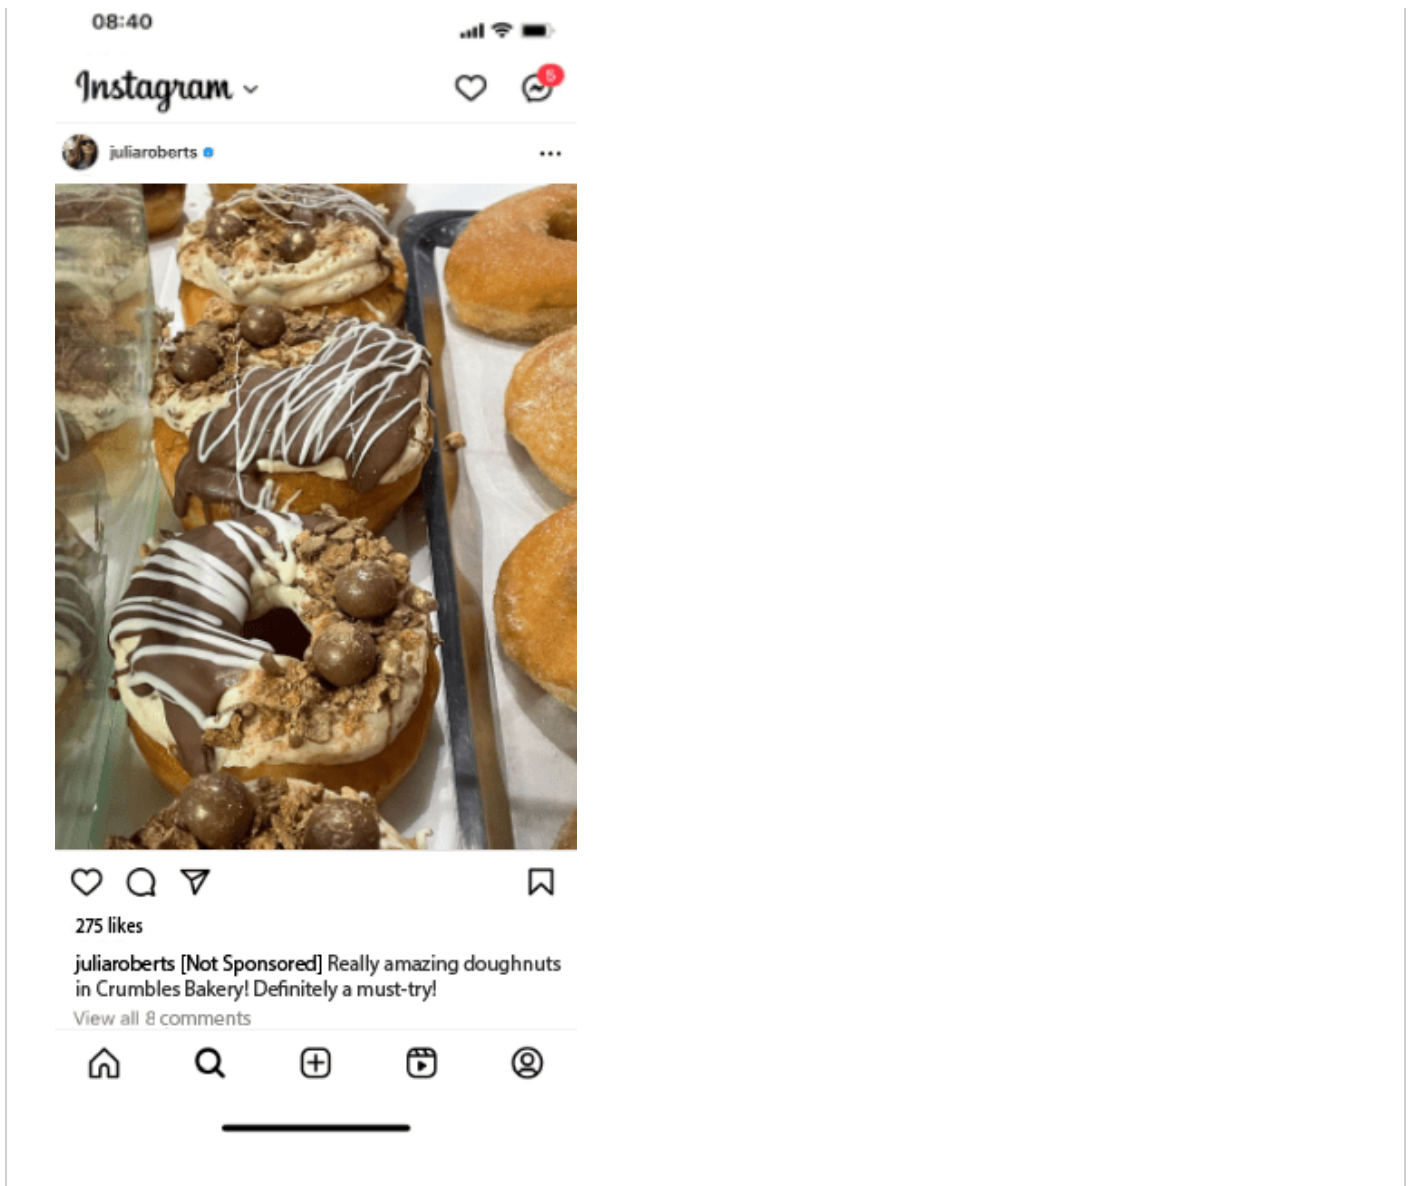 08:40
Instagram
5
juliaroberts
275 likes
juliaroberts [Not Sponsored] Really amazing doughnuts
in Crumbles Bakery! Definitely a must-try!
View all 8 comments